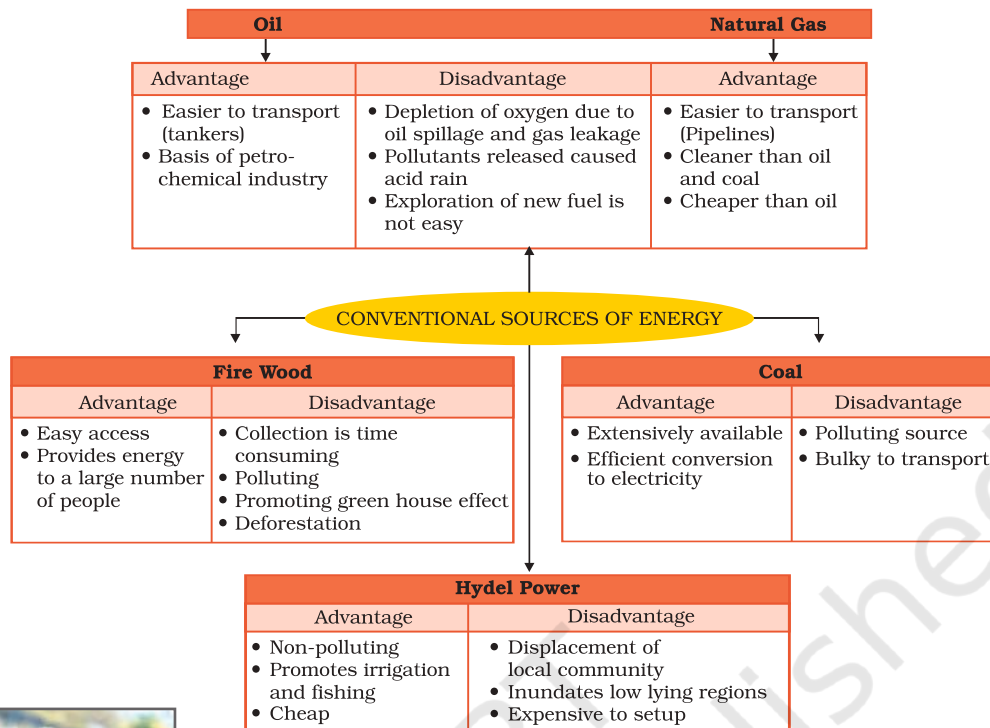 Oil Natural Gas
Advantage Disadvantage Advantage
• Easier to transport
(tankers)
• Basis of petro-
chemical industry
• Depletion of oxygen due to
oil spillage and gas leakage
• Pollutants released caused
acid rain
• Exploration of new fuel is
not easy
• Easier to transport
(Pipelines)
• Cleaner than oil
and coal
• Cheaper than oil
CONVENTIONAL SOURCES OF ENERGY
Fire Wood
Advantage Disadvantage
• Easy access
• Provides energy
to a large number
of people
• Collection is time
consuming
• Polluting
• Promoting green house effect
• Deforestation
Coal
Advantage Disadvantage
• Extensively available
• Efficient conversion
to electricity
• Polluting source
• Bulky to transport
Hydel Power
Advantage Disadvantage
• Non-polluting
• Promotes irrigation
and fishing
• Cheap
• Displacement of
local community
• Inundates low lying regions
• Expensive to setup